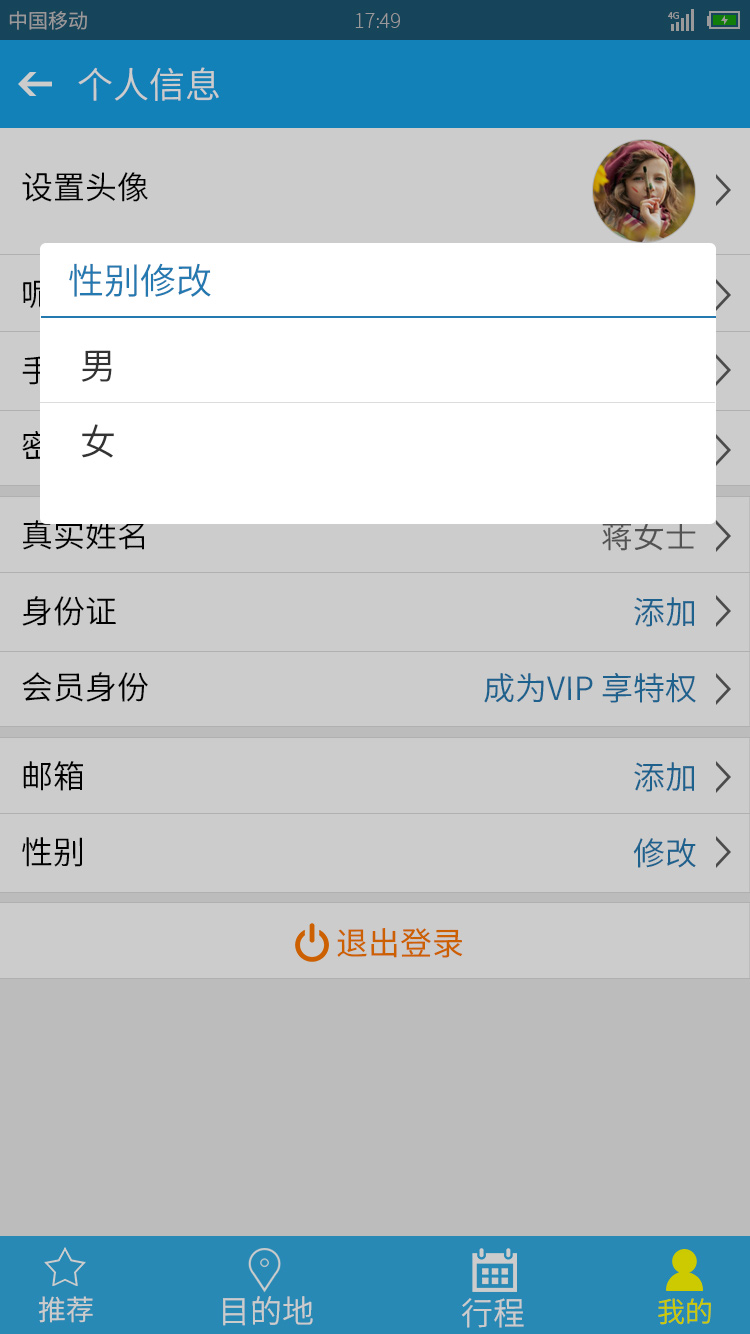 中国移动 17:49 4G
个人信息
设置头像
性别修改
男
女
手
密
真实姓名 蒋女士
身份证 添加
会员身份 成为VIP 享特权
邮箱 添加
性别 修改
退出登录
推荐 目的地 行程 我的